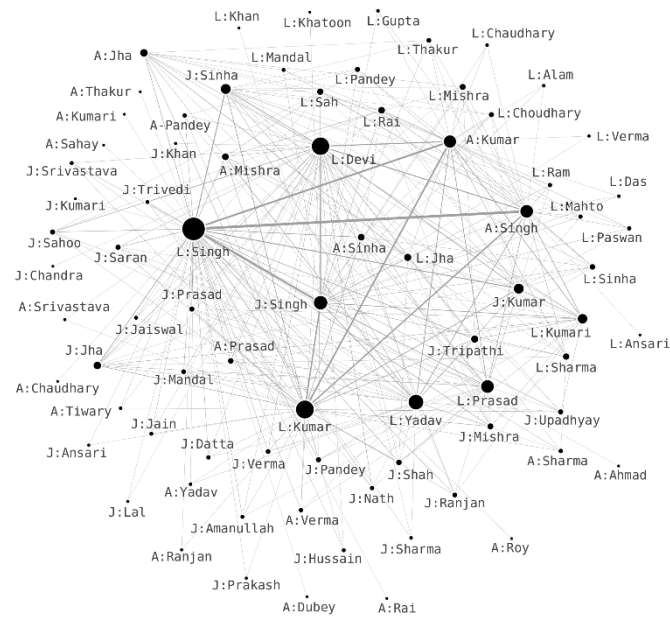 L:Khan
L:Khatoon
L:Gupta
A:Jha
L:Thakur
L:Chaudhary
L:Mandal
J:Sinha
L:Pandey
L:Alam
A:Thakur
L:Sah
L:Mishra
A:Kumari
A-Pandey
L:Rai
L:Choudhary
A:Kumar
A:Sahay
J:Khan
L:Devi
L:Verma
J:Srivastava
A:Mishra
L:Ram
J:Trivedi
L:Das
J:Kumari
L:Mahto
A:Singh
J:Sahoo
L:Singh
A:Sinha
L:Paswan
J:Saran
L:Jha
J:Chandra
L:Sinha
J:Prasad
J:Singh
J:Kumar
A:Srivastava
J:Jaiswal
L:Kumari
A:Prasad
L:Ansari
J:Jha
J:Tripathi
J:Mandal
L:Sharma
A:Chaudhary
L:Prasad
A:Tiwary
L:Kumar
L:Yadav
J:Upadhyay
J:Jain
J:Mishra
J:Ansari
J:Datta
A:Sharma
J:Verma
J:Pandey
J:Shah
A:Ahmad
A:Yadav
J:Nath
J:Ranjan
J:Lal
J:Amanullah
A:Verma
A:Ranjan
J:Hussain
J:Sharma
A:Roy
J:Prakash
A:Dubey
A:Rai